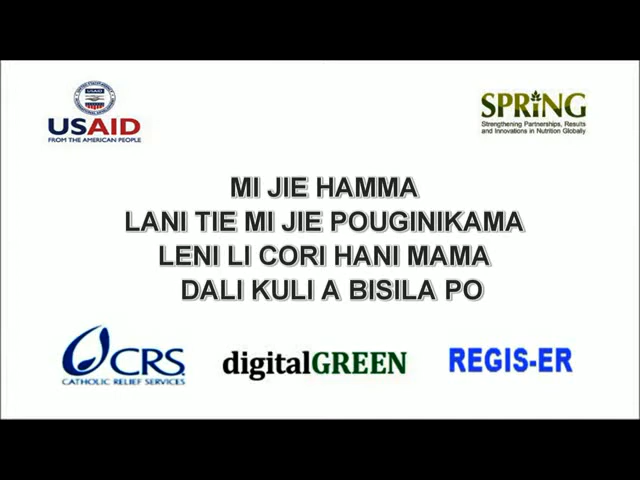 USAID
FROM THE AMERICAN PEOPLE
SPRING
Strengthening Partnerships, Results
and Innovations in Nutrition Globally
MI JIE HAMMA
LANI TIE MI JIE POUGINIKAMA
LENI LI CORI HANI MAMA
DALI KULI A BISILA PO
CRS
CATHOLIC RELIEF SERVICES
digitalGREEN
REGIS-ER